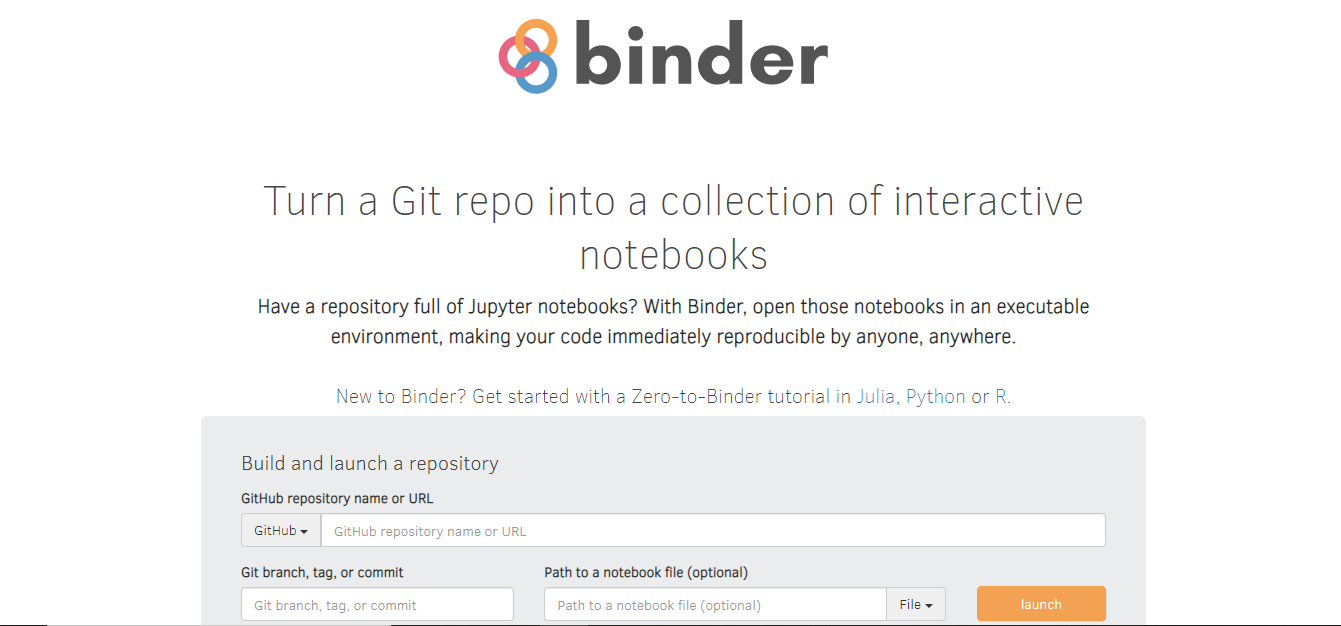 binder
Turn a Git repo into a collection of interactive
notebooks
Have a repository full of Jupyter notebooks? With Binder, open those notebooks in an executable
environment, making your code immediately reproducible by anyone, anywhere.
New to Binder? Get started with a Zero-to-Binder tutorial in Julia, Python or R.
Build and launch a repository
GitHub repository name or URL
GitHub GitHub repository name or URL
Git branch, tag, or commit Path to a notebook file (optional)
Git branch, tag, or commit Path to a notebook file (optional) File launch